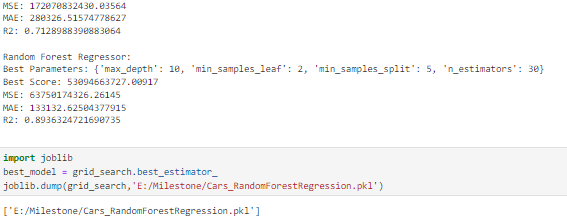 MSE: 172070832430.03564
MAE: 280326.51574778627
R2: 0.7128988390883064
Random Forest Regressor:
Best Parameters: {'max_depth': 10, 'min_samples_leaf': 2, 'min_samples_split': 5, 'n_estimators': 30}
Best Score: 53094663727.00917
MSE: 63750174326.26145
MAE: 133132.62504377915
R2: 0.8936324721690735
import joblib
best_model = grid_search.best_estimator_
joblib.dump(grid_search,'E:/Milestone/Cars_RandomForestRegression.pkl')
['E:/Milestone/Cars_RandomForestRegression.pkl']